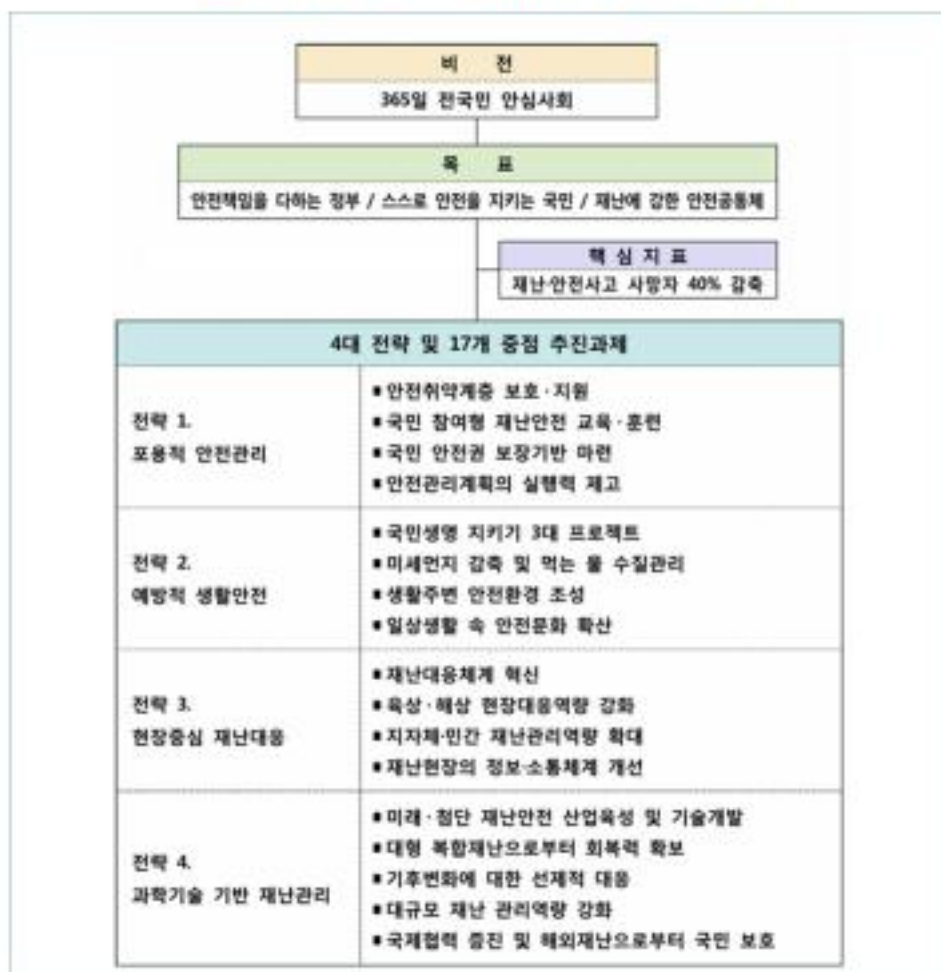 비 전
365일 전국민 안심사회
목 표
안전책임을 다하는 정부 / 스스로 안전을 지키는 국민 / 재난에 강한 안전공동체
핵 심 지 표
재난·안전사고 사망자 40% 감축
4대 전략 및 17개 중점 추진과제
전략 1.
포용적 안전관리
▪안전취약계층 보호·지원
▪국민 참여형 재난안전 교육·훈련
▪국민 안전권 보장기반 마련
▪안전관리계획의 실행력 제고
전략 2.
예방적 생활안전
▪국민생명 지키기 3대 프로젝트
▪미세먼지 감축 및 먹는 물 수질관리
▪생활주변 안전환경 조성
▪일상생활 속 안전문화 확산
전략 3.
현장중심 재난대응
▪재난대응체계 혁신
▪육상·해상 현장대응역량 강화
▪지자체·민간 재난관리역량 확대
▪재난현장의 정보·소통체계 개선
전략 4.
과학기술 기반 재난관리
▪미래·첨단 재난안전 산업육성 및 기술개발
▪대형 복합재난으로부터 회복력 확보
▪기후변화에 대한 선제적 대응
▪대규모 재난 관리역량 강화
▪국제협력 증진 및 해외재난으로부터 국민 보호